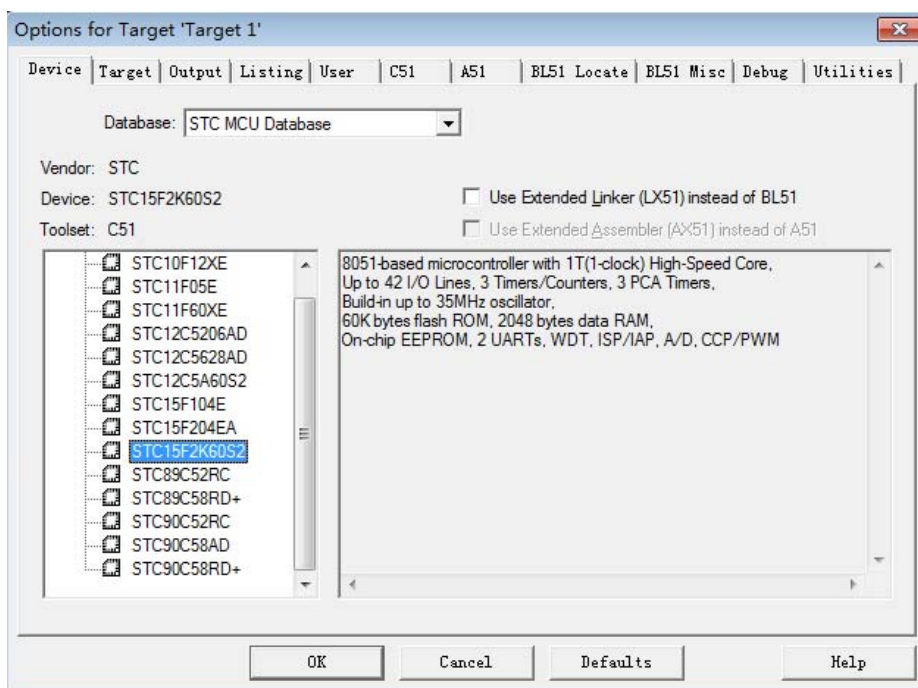 Options for Target 'Target 1'
Device Target Output Listing User C51 A51 BL51 Locate BL51 Misc Debug Utilities
Database: STC MCU Database
Vendor: STC
Device: STC15F2K60S2
Use Extended Linker (LX51) instead of BL51
Toolset: C51
Use Extended Assembler (AX51) instead of A51
STC10F12XE
STC11F05E
STC11F60XE
STC12C5206AD
STC12C5628AD
STC12C5A60S2
STC15F104E
STC15F204EA
STC15F2K60S2
STC89C52RC
STC89C58RD+
STC90C52RC
STC90C58AD
STC90C58RD+
8051-based microcontroller with 1T(1-clock) High-Speed Core,
Up to 42 I/O Lines, 3 Timers/Counters, 3 PCA Timers,
Build-in up to 35MHz oscillator,
60K bytes flash ROM, 2048 bytes data RAM,
On-chip EEPROM, 2 UARTs, WDT, ISP/IAP, A/D, CCP/PWM
OK Cancel Defaults Help